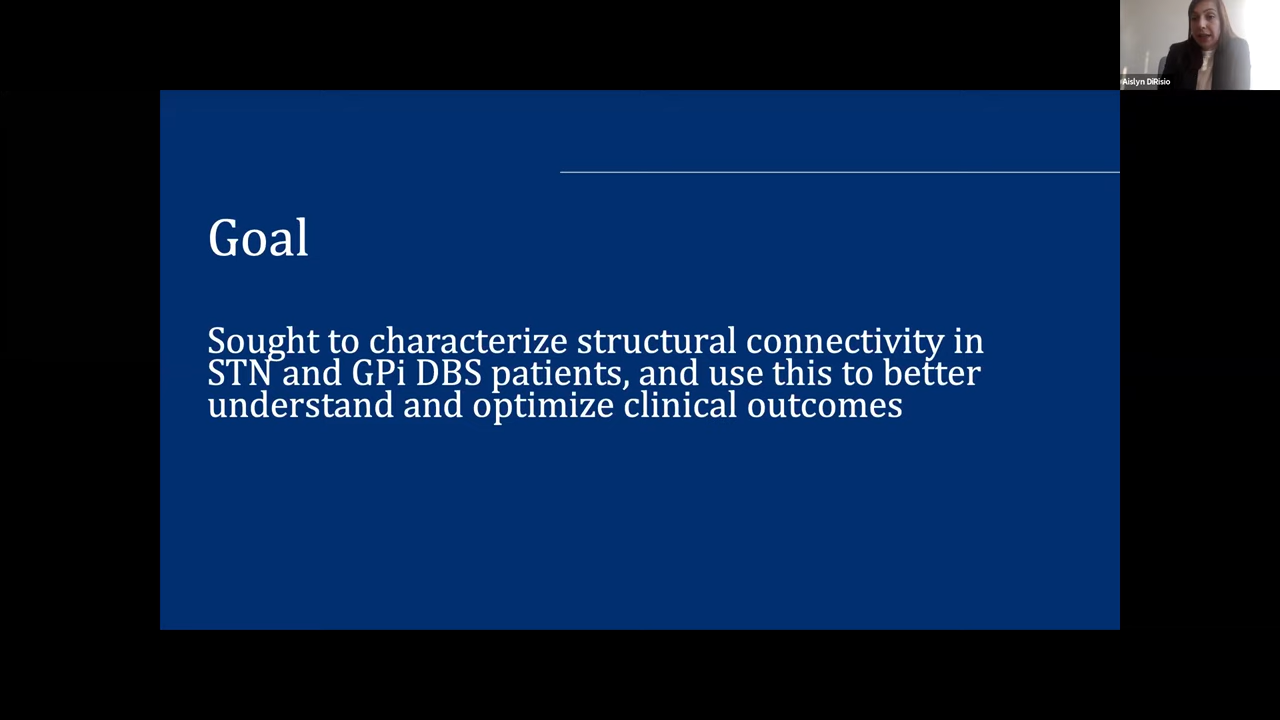 Aislyn DiRisio
Goal
Sought to characterize structural connectivity in
STN and GPi DBS patients, and use this to better
understand and optimize clinical outcomes